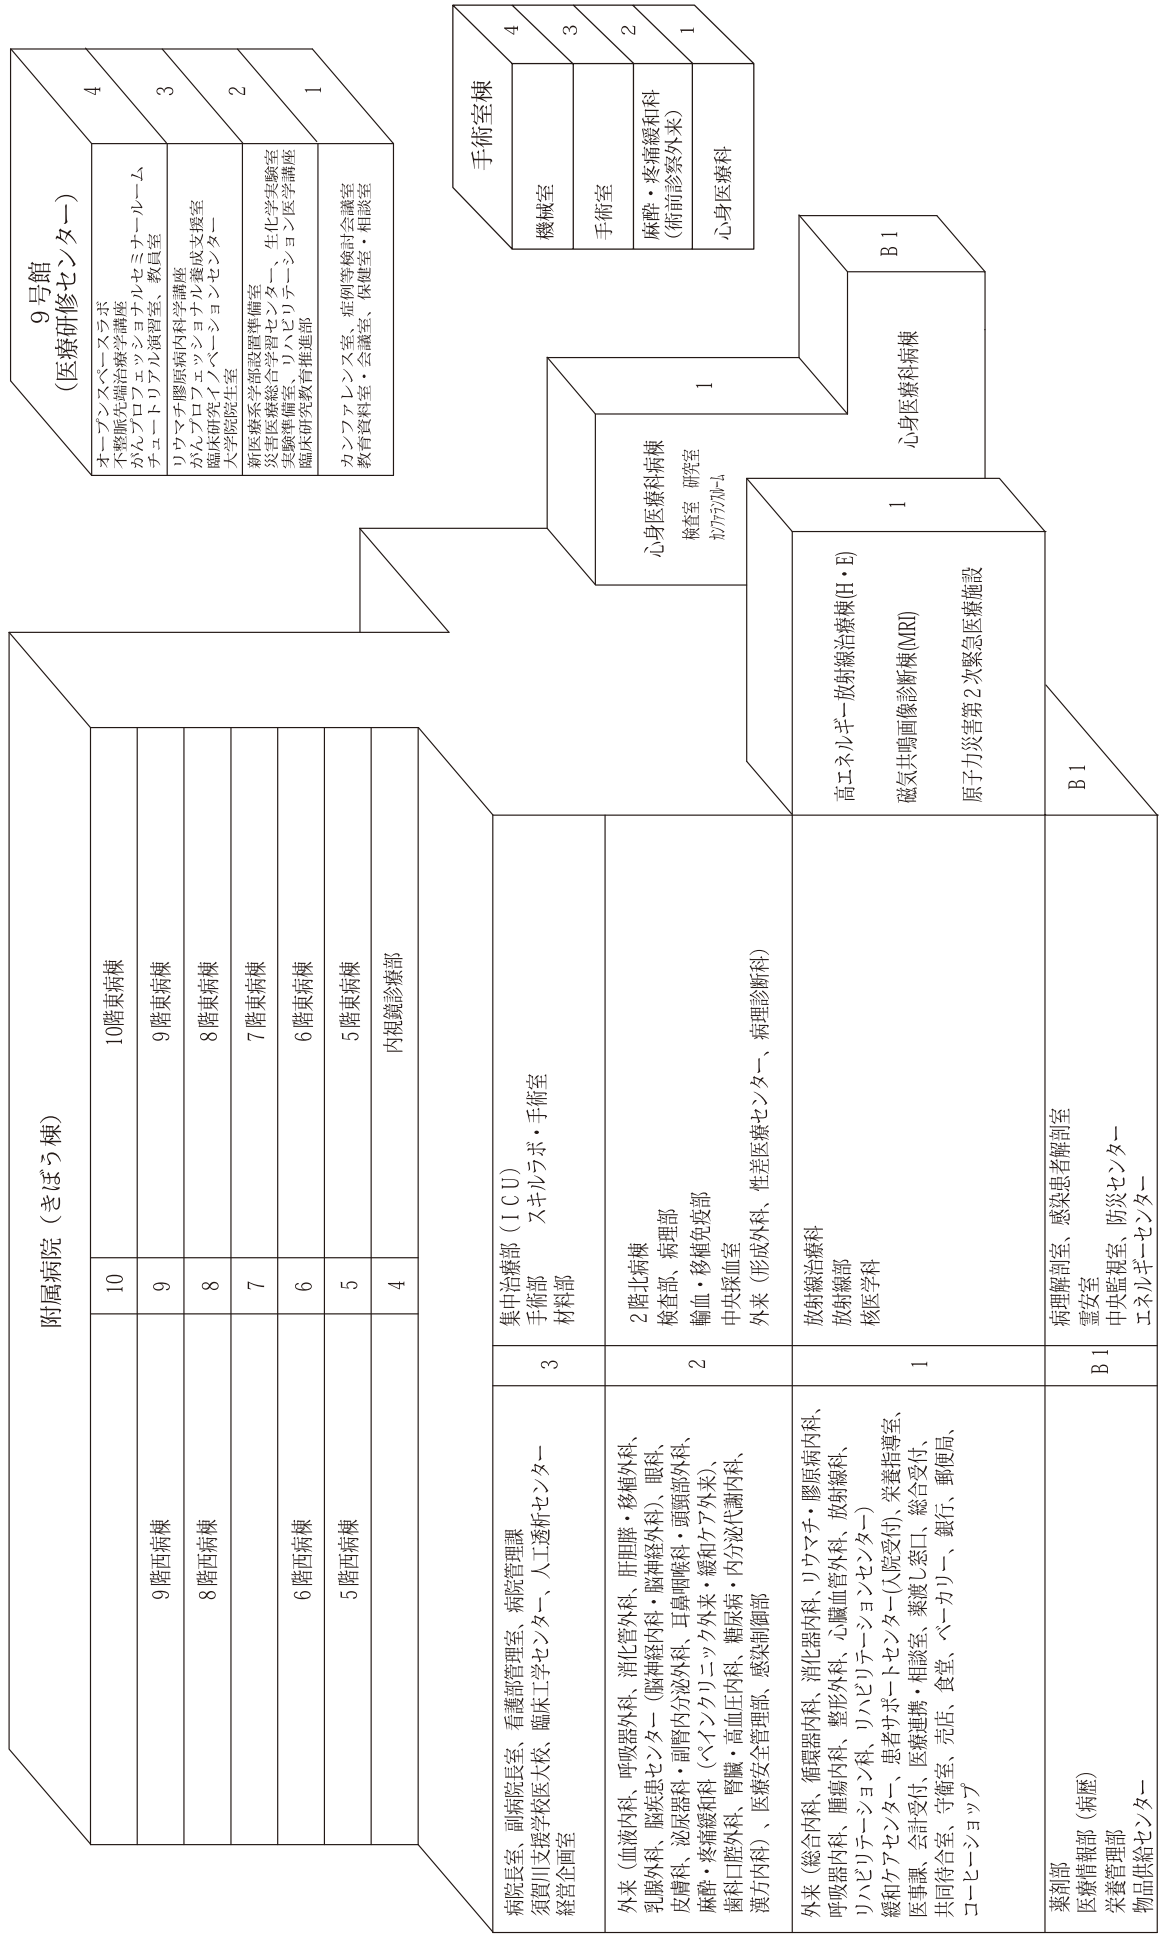 附属病院（きぼう棟）
10階東病棟
10
9階東病棟
9
9階西病棟
8階東病棟
8
8階西病棟
7階東病棟
7
6階東病棟
6
6階西病棟
5階東病棟
5
5階西病棟
内視鏡診療部
4
病院長室、副病院長室、看護部管理室、病院管理課
須賀川支援学校医大校、臨床工学センター、人工透析センター
経営企画室
3
集中治療部（ＩＣＵ）
手術部　スキルラボ・手術室
材料部
外来（血液内科、呼吸器外科、消化管外科、肝胆膵・移植外科、
乳腺外科、脳疾患センター（脳神経内科・脳神経外科）、眼科、
皮膚科、泌尿器科・副腎内分泌外科、耳鼻咽喉科・頭頸部外科、
麻酔・疼痛緩和科（ペインクリニック外来・緩和ケア外来）、
歯科口腔外科、腎臓・高血圧内科、糖尿病・内分泌代謝内科、
漢方内科）、医療安全管理部、感染制御部
2
2階北病棟
検査部、病理部
輸血・移植免疫部
中央採血室
外来（形成外科、性差医療センター、病理診断科）
外来（総合内科、循環器内科、消化器内科、リウマチ・膠原病内科、
呼吸器内科、腫瘍内科、整形外科、心臓血管外科、放射線科、
リハビリテーション科、リハビリテーションセンター）
緩和ケアセンター、患者サポートセンター(入院受付)、栄養指導室、
医事課、会計受付、医療連携・相談室、薬渡し窓口、総合受付、
共同待合室、守衛室、売店、食堂、ベーカリー、銀行、郵便局、
コーヒーショップ
1
放射線治療科
放射線部
核医学科
薬剤部
医療情報部（病歴）
栄養管理部
物品供給センター
B1
病理解剖室、感染患者解剖室
霊安室
中央監視室、防災センター
エネルギーセンター
B1
高エネルギー放射線治療棟(H・E)
磁気共鳴画像診断棟(MRI)
原子力災害第2次緊急医療施設
1
心身医療科病棟
検査室　研究室
ｶﾝﾌｧﾗﾝｽﾙｰﾑ
1
心身医療科病棟
B1
9号館
（医療研修センター）
オープンスペースラボ
不整脈先端治療学講座
がんプロフェッショナルセミナールーム
チュートリアル演習室、教員室
4
リウマチ膠原病内科学講座
がんプロフェッショナル養成支援室
臨床研究イノベーションセンター
大学院院生室
3
新医療系学部設置準備室
災害医療総合学習センター、生化学実験室
実験準備室、リハビリテーション医学講座
臨床研究教育推進部
2
カンファレンス室、症例等検討会議室
教育資料室・会議室、保健室・相談室
1
手術室棟
機械室
4
手術室
3
麻酔・疼痛緩和科
（術前診察外来）
2
心身医療科
1